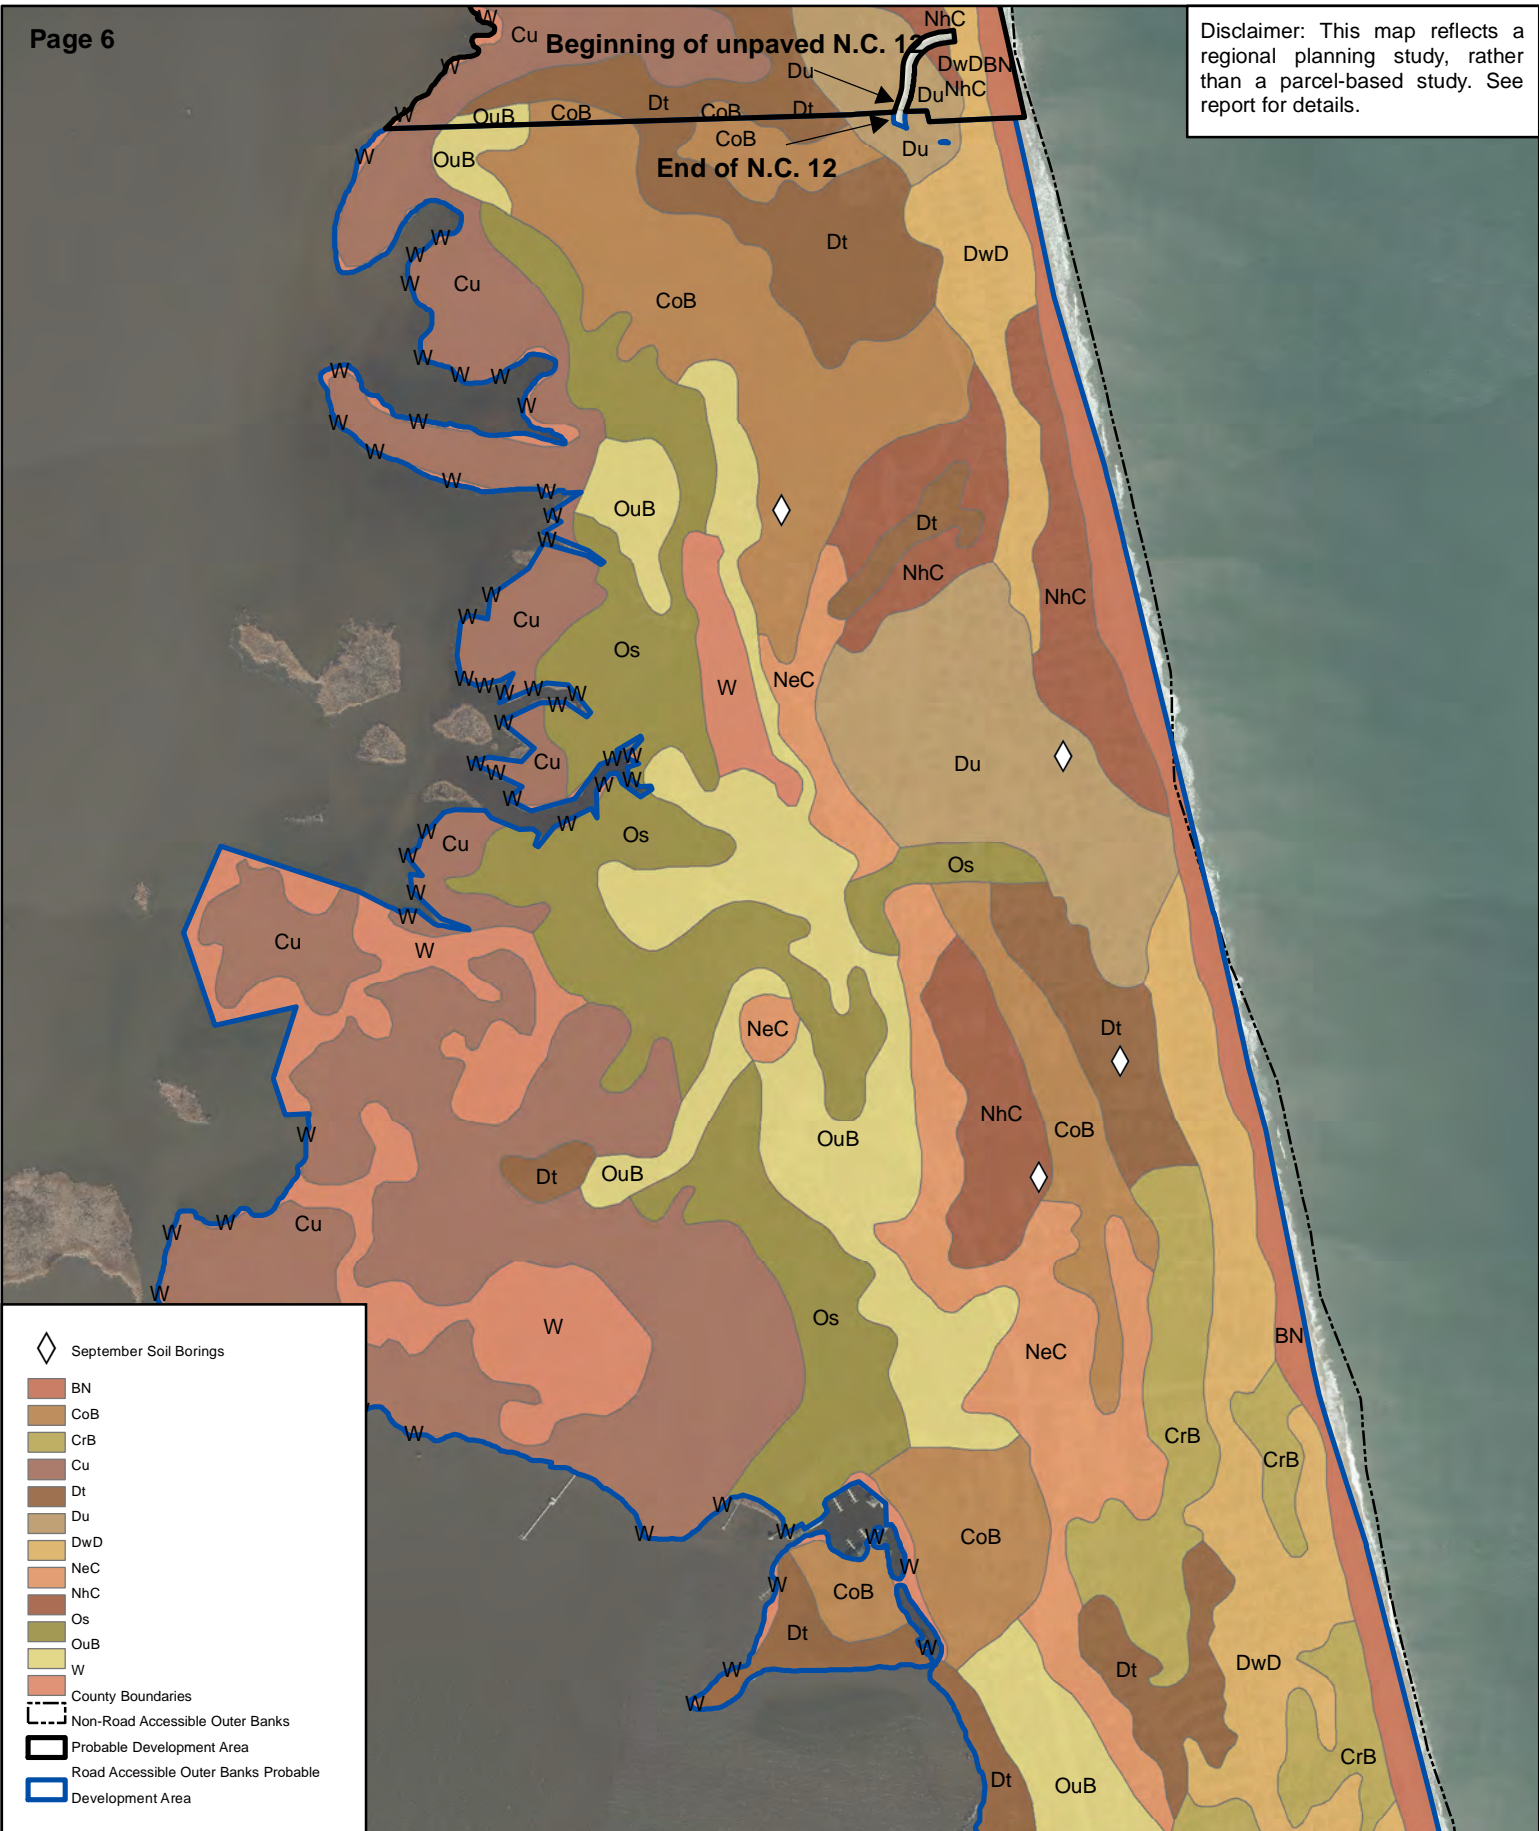 Page 6
Disclaimer: This map reflects a
regional planning study, rather
than a parcel-based study. See
report for details.
W
Cu
NhC
Beginning of unpaved N.C. 12
W
Du
DwD
BN
Du
NhC
W
OuB
CoB
Dt
CoB
Dt
CoB
Du
W
OuB
End of N.C. 12
W
W
Dt
DwD
W
Cu
CoB
W
W
W
W
W
W
W
W
W
W
OuB
W
Dt
W
NhC
W
NhC
W
Cu
Os
W
W
W
W
W
W
W
NeC
W
W
W
Cu
W
W
W
W
W
W
Du
W
W
Cu
W
Os
W
Os
W
W
Cu
W
NeC
Dt
W
NhC
CoB
OuB
Dt
OuB
W
W
Cu
W
Os
W
NeC
BN
W
CrB
CrB
W
W
W
W
CoB
W
W
CoB
Dt
W
DwD
W
Dt
W
CrB
Dt
OuB
September Soil Borings
BN
CoB
CrB
Cu
Dt
Du
DwD
NeC
NhC
Os
OuB
W
County Boundaries
Non-Road Accessible Outer Banks
Probable Development Area
Road Accessible Outer Banks Probable
Development Area